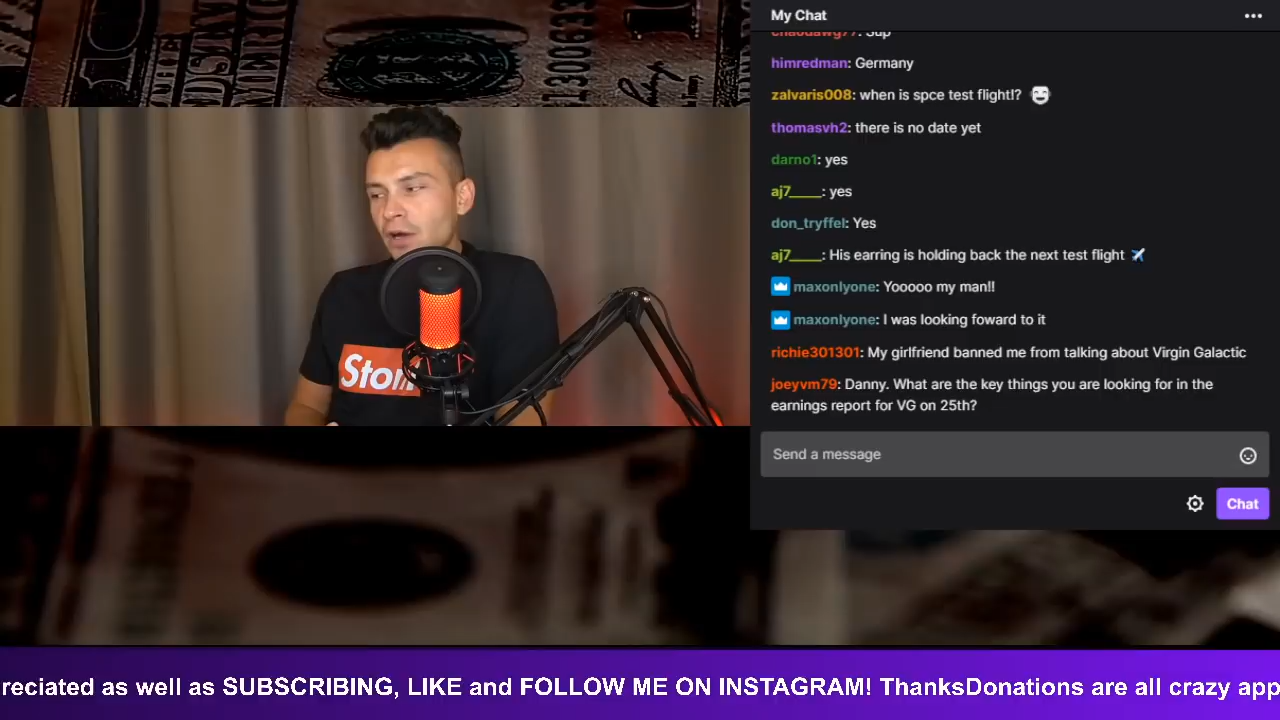 My Chat
chaodawg77: Sup
himredman: Germany
zalvaris008: when is spce test flight!?
thomasvh2: there is no date yet
darno1: yes
aj7____: yes
don_tryffel: Yes
aj7____: His earring is holding back the next test flight
maxonlyone: Yooooo my man!!
maxonlyone: I was looking foward to it
richie301301: My girlfriend banned me from talking about Virgin Galactic
joeyvm79: Danny. What are the key things you are looking for in the
earnings report for VG on 25th?
Send a message
Chat
Ston
reciated as well as SUBSCRIBING, LIKE and FOLLOW ME ON INSTAGRAM! ThanksDonations are all crazy app